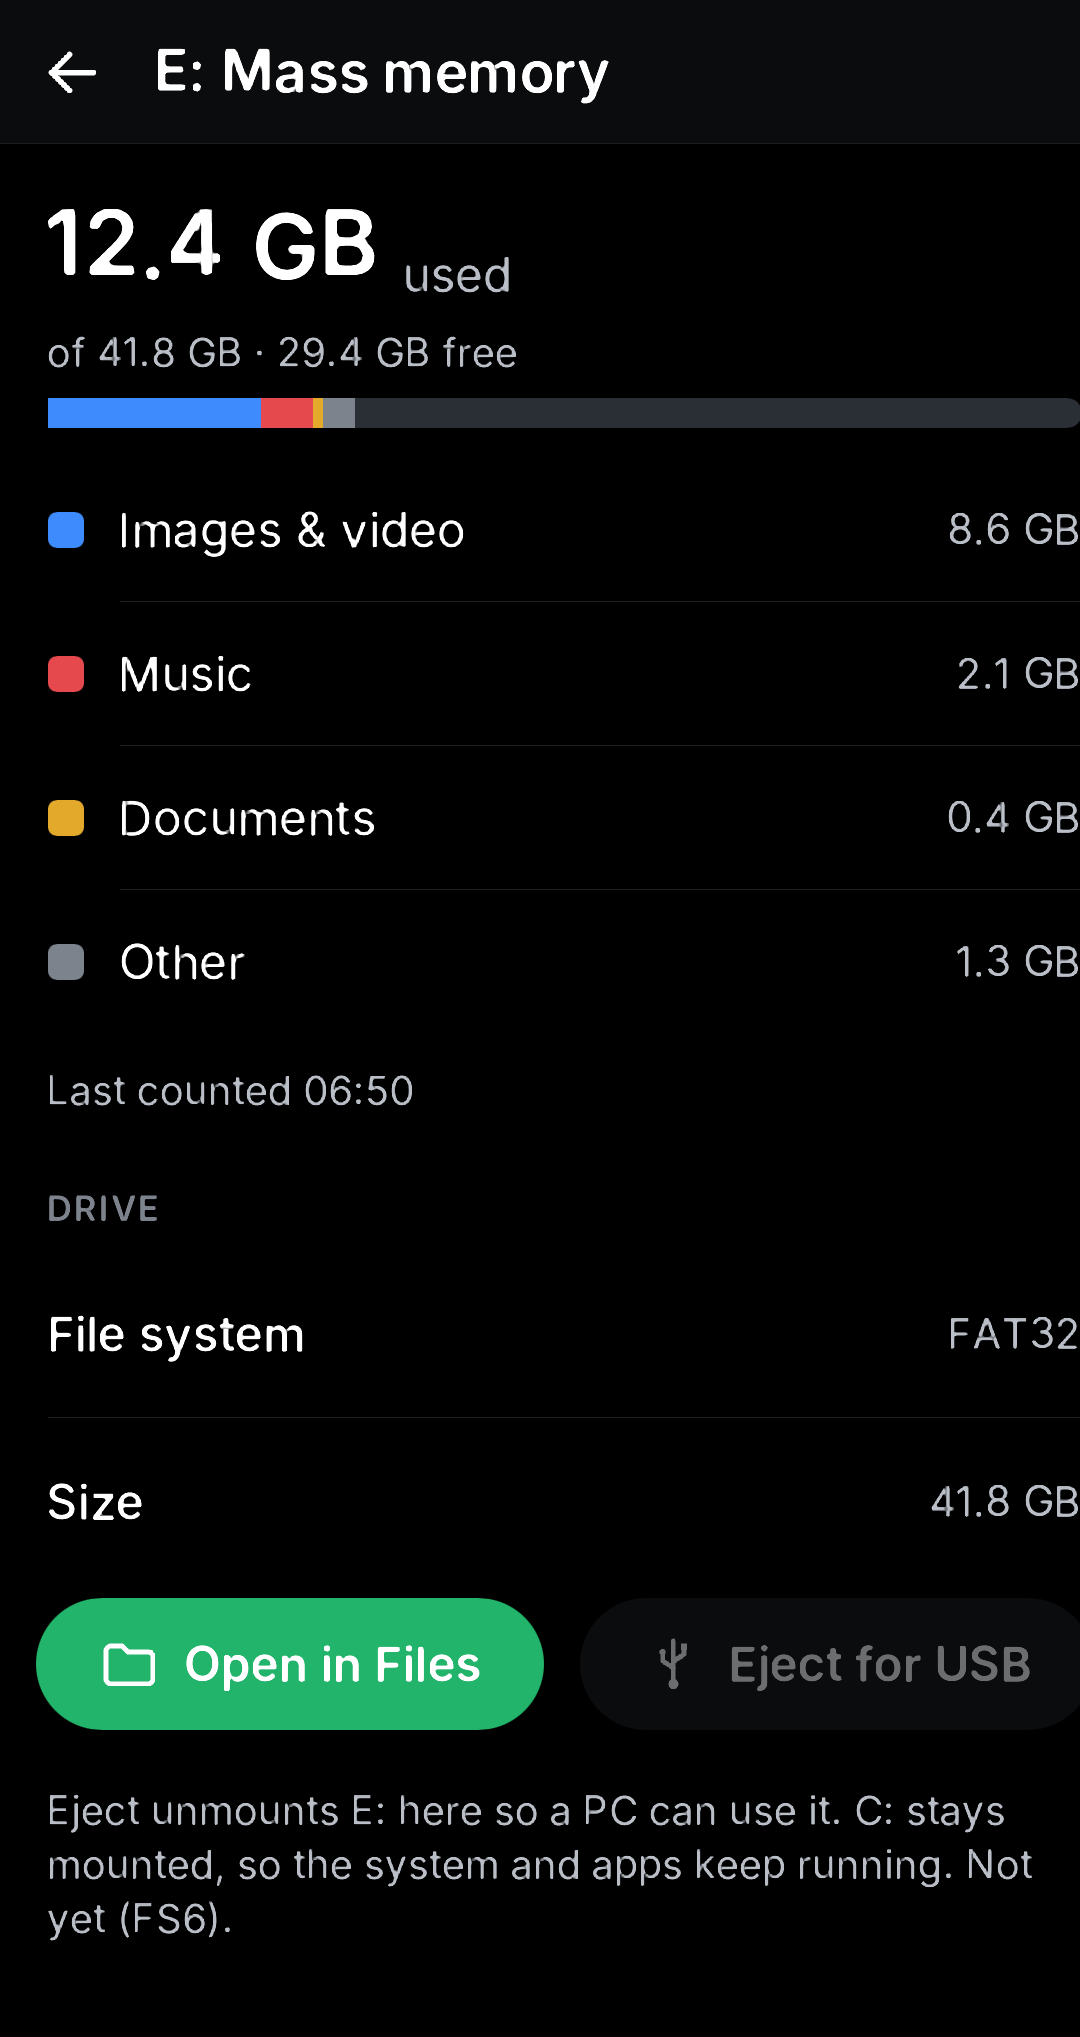 E: Mass memory
12.4 GB used
of 41.8 GB · 29.4 GB free
Images & video 8.6 GB
Music 2.1 GB
Documents 0.4 GB
Other 1.3 GB
Last counted 06:50
DRIVE
File system FAT32
Size 41.8 GB
Open in Files Eject for USB
Eject unmounts E: here so a PC can use it. C: stays
mounted, so the system and apps keep running. Not
yet (FS6).